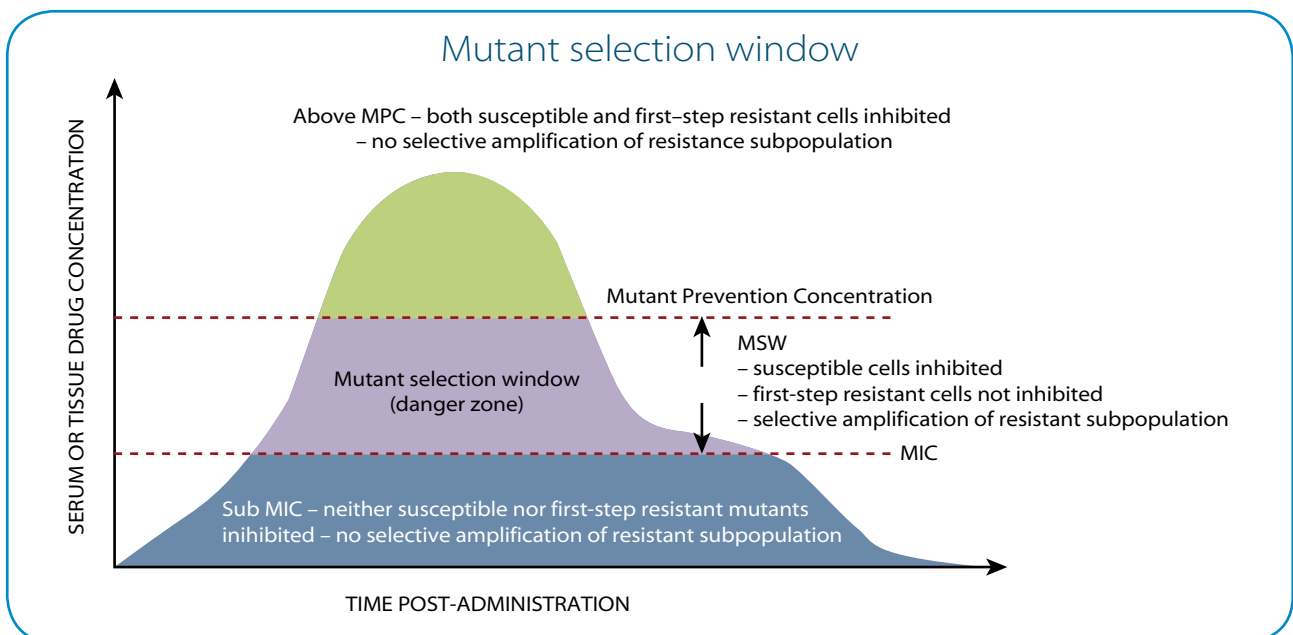 Mutant selection window
Above MPC – both susceptible and first–step resistant cells inhibited
– no selective amplification of resistance subpopulation
SERUM OR TISSUE DRUG CONCENTRATION
Mutant Prevention Concentration
MSW
– susceptible cells inhibited
– first-step resistant cells not inhibited
– selective amplification of resistant subpopulation
Mutant selection window
(danger zone)
MIC
Sub MIC – neither susceptible nor first-step resistant mutants
inihibited – no selective amplification of resistant subpopulation
TIME POST-ADMINISTRATION